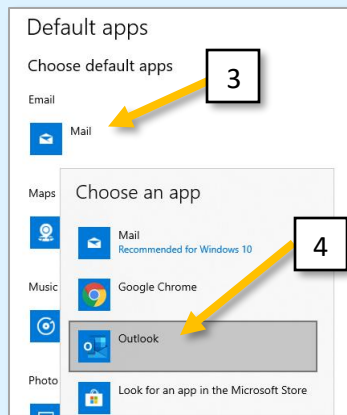 Default apps
Choose default apps
3
Email
Mail
Maps
Choose an app
Mail
Recommended for Windows 10
4
Music
Google Chrome
Outlook
Photo
Look for an app in the Microsoft Store